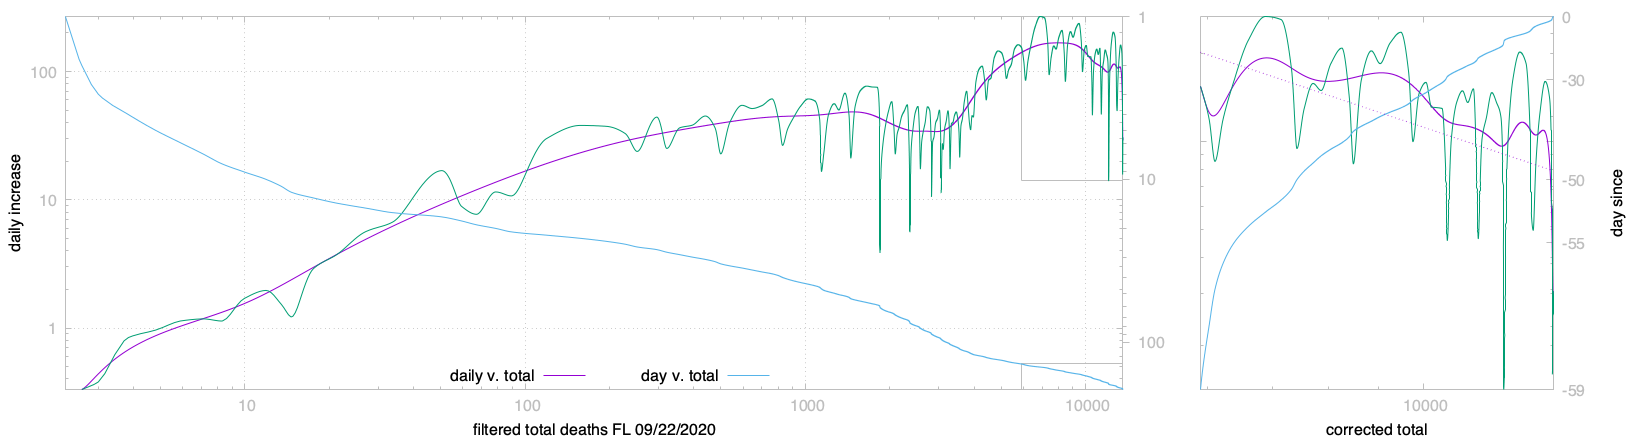 daily increase
100
10
1
10
100
1000
10000
1
10
100
daily v. total
day v. total
filtered total deaths FL 09/22/2020
0
-30
-50
-55
-59
day since
10000
corrected total